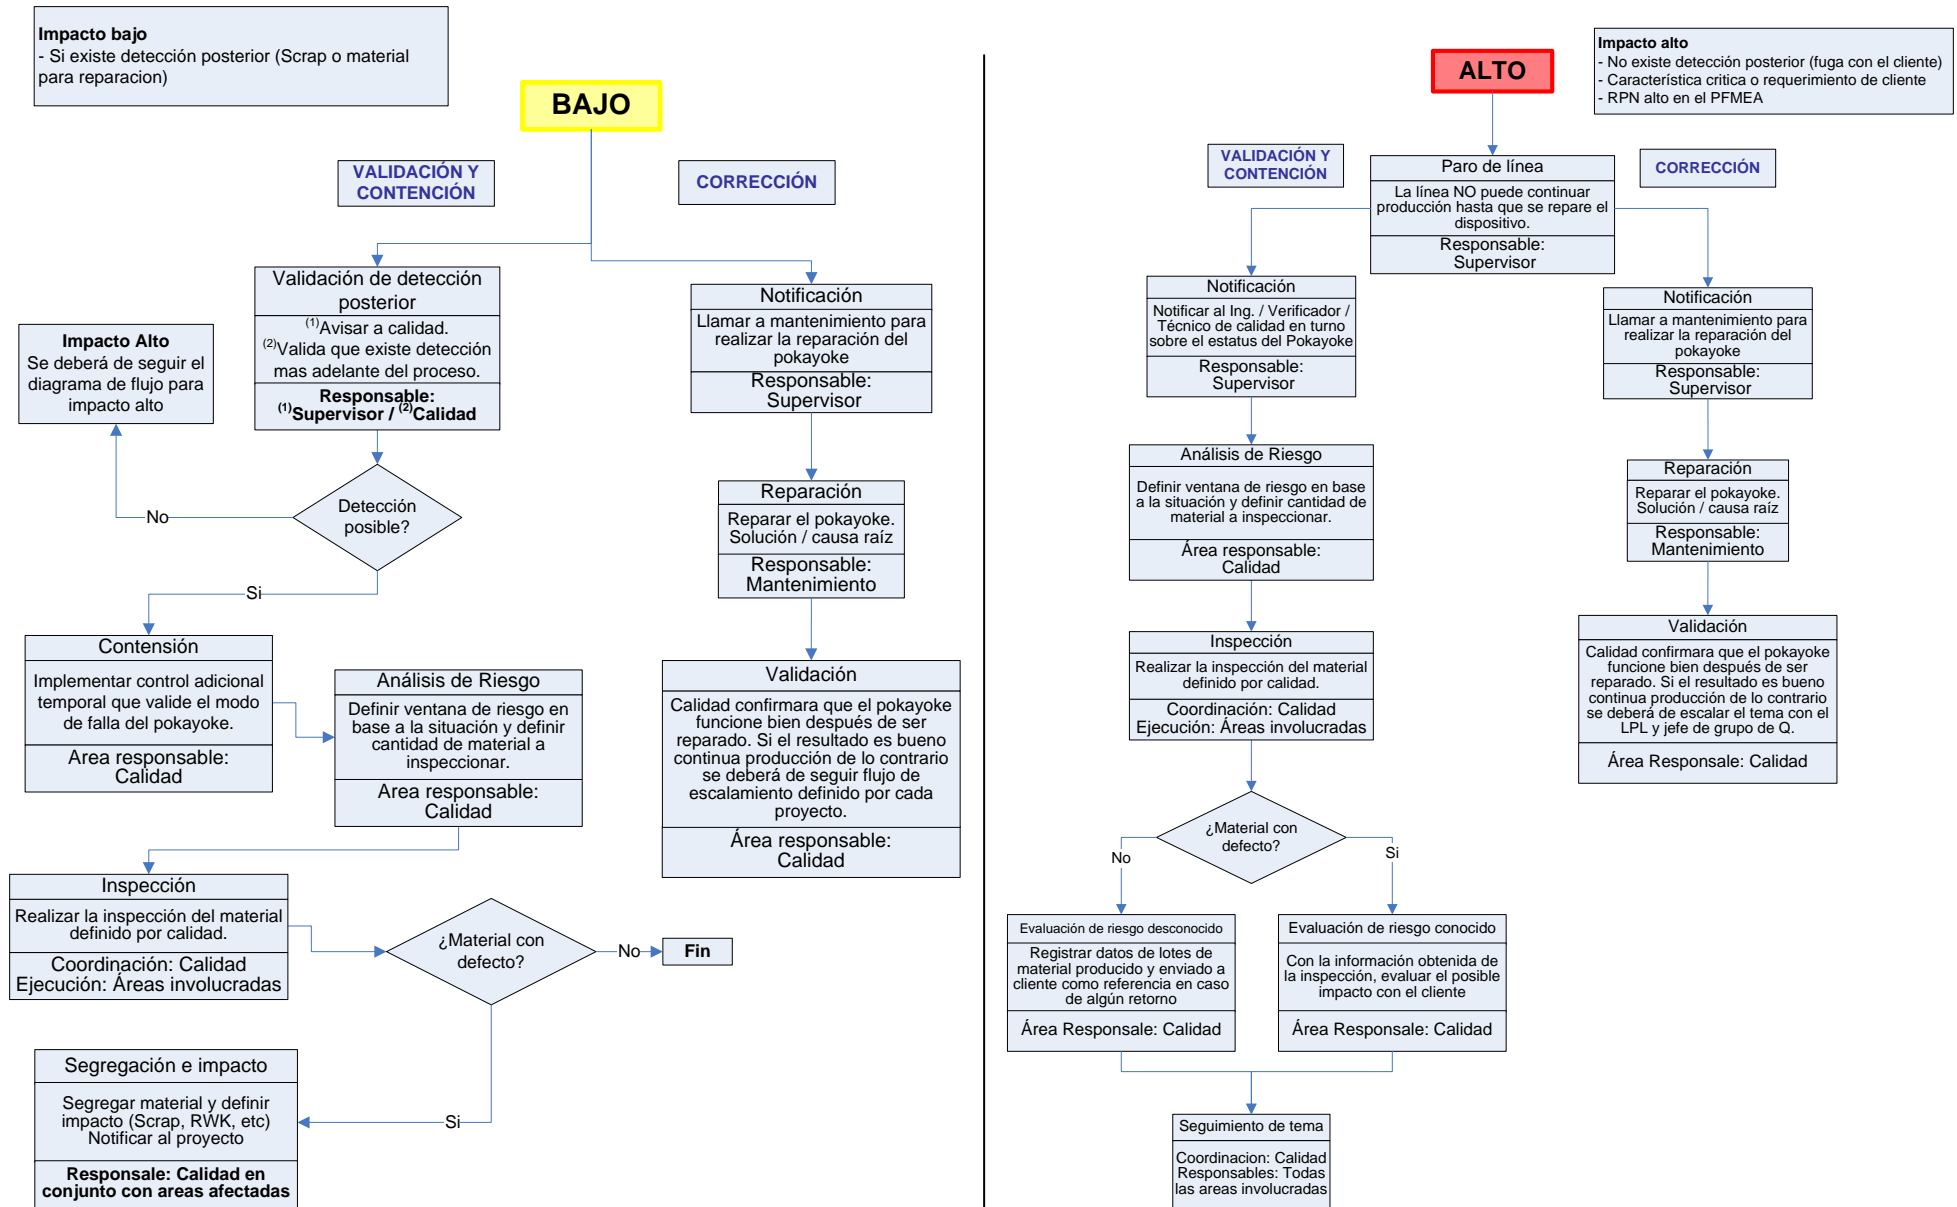 Impacto bajo
- Si existe detección posterior (Scrap o material
para reparacion)
BAJO
VALIDACIÓN Y
CONTENCIÓN
CORRECCIÓN
Validación de detección
posterior
(1)Avisar a calidad.
(2)Valida que existe detección
mas adelante del proceso.
Responsable:
(1)Supervisor / (2)Calidad
Impacto Alto
Se deberá de seguir el
diagrama de flujo para
impacto alto
Detección
posible?
No
Si
Contensión
Implementar control adicional
temporal que valide el modo
de falla del pokayoke.
Area responsable:
Calidad
Análisis de Riesgo
Definir ventana de riesgo en
base a la situación y definir
cantidad de material a
inspeccionar.
Area responsable:
Calidad
Inspección
Realizar la inspección del material
definido por calidad.
Coordinación: Calidad
Ejecución: Áreas involucradas
¿Material con
defecto?
No
Fin
Si
Segregación e impacto
Segregar material y definir
impacto (Scrap, RWK, etc)
Notificar al proyecto
Responsale: Calidad en
conjunto con areas afectadas
Notificación
Llamar a mantenimiento para
realizar la reparación del
pokayoke
Responsable:
Supervisor
Reparación
Reparar el pokayoke.
Solución / causa raíz
Responsable:
Mantenimiento
Validación
Calidad confirmara que el pokayoke
funcione bien después de ser
reparado. Si el resultado es bueno
continua producción de lo contrario
se deberá de seguir flujo de
escalamiento definido por cada
proyecto.
Área responsable:
Calidad
ALTO
Impacto alto
- No existe detección posterior (fuga con el cliente)
- Característica critica o requerimiento de cliente
- RPN alto en el PFMEA
VALIDACIÓN Y
CONTENCIÓN
CORRECCIÓN
Paro de línea
La línea NO puede continuar
producción hasta que se repare el
dispositivo.
Responsable:
Supervisor
Notificación
Notificar al Ing. / Verificador /
Técnico de calidad en turno
sobre el estatus del Pokayoke
Responsable:
Supervisor
Análisis de Riesgo
Definir ventana de riesgo en base
a la situación y definir cantidad de
material a inspeccionar.
Área responsable:
Calidad
Inspección
Realizar la inspección del material
definido por calidad.
Coordinación: Calidad
Ejecución: Áreas involucradas
¿Material con
defecto?
No
Si
Evaluación de riesgo desconocido
Registrar datos de lotes de
material producido y enviado a
cliente como referencia en caso
de algún retorno
Área Responsale: Calidad
Evaluación de riesgo conocido
Con la información obtenida de
la inspección, evaluar el posible
impacto con el cliente
Área Responsale: Calidad
Seguimiento de tema
Coordinacion: Calidad
Responsables: Todas
las areas involucradas
Notificación
Llamar a mantenimiento para
realizar la reparación del
pokayoke
Responsable:
Supervisor
Reparación
Reparar el pokayoke.
Solución / causa raíz
Responsable:
Mantenimiento
Validación
Calidad confirmara que el pokayoke
funcione bien después de ser
reparado. Si el resultado es bueno
continua producción de lo contrario
se deberá de escalar el tema con el
LPL y jefe de grupo de Q.
Área Responsale: Calidad